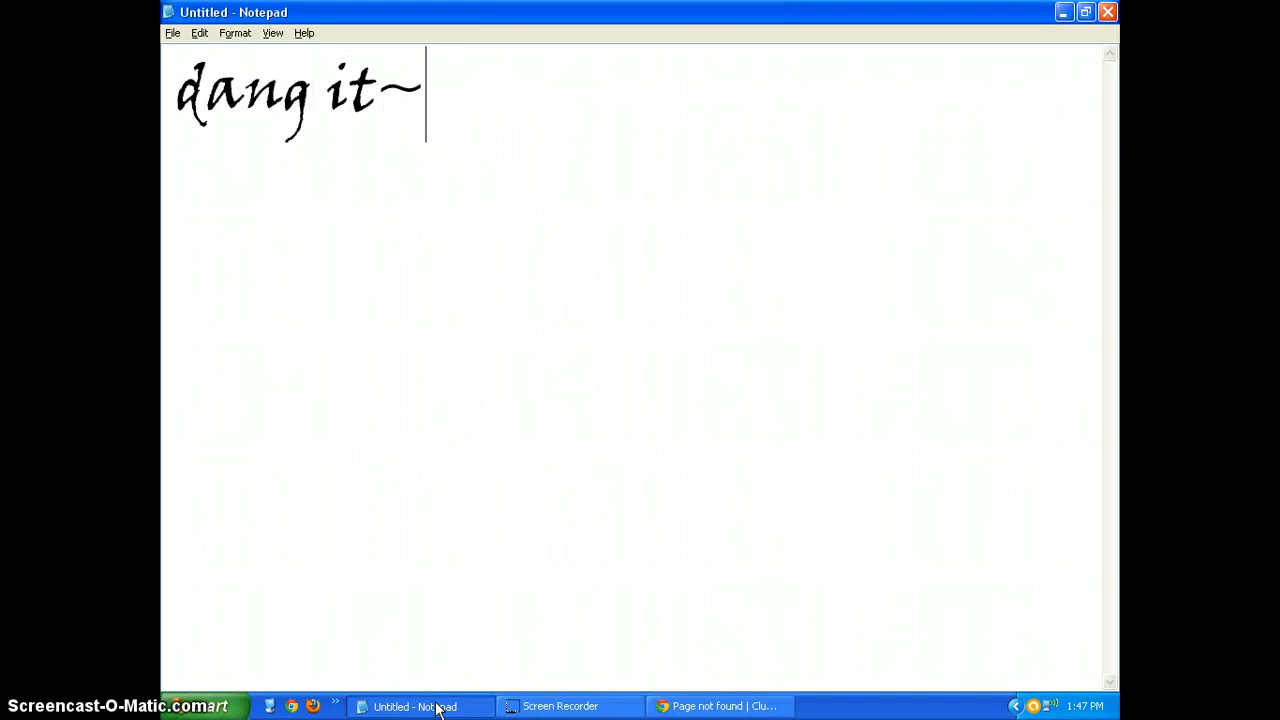 Untitled - Notepad
File Edit Format View Help
dang it~
Screencast-O-Matic.com
art
Untitled - Notepad
Screen Recorder
Page not found | Clu...
1:47 PM